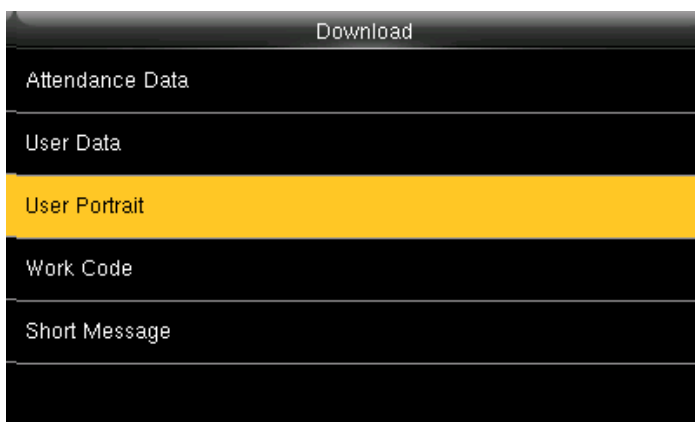 Download
Attendance Data
User Data
User Portrait
Work Code
Short Message